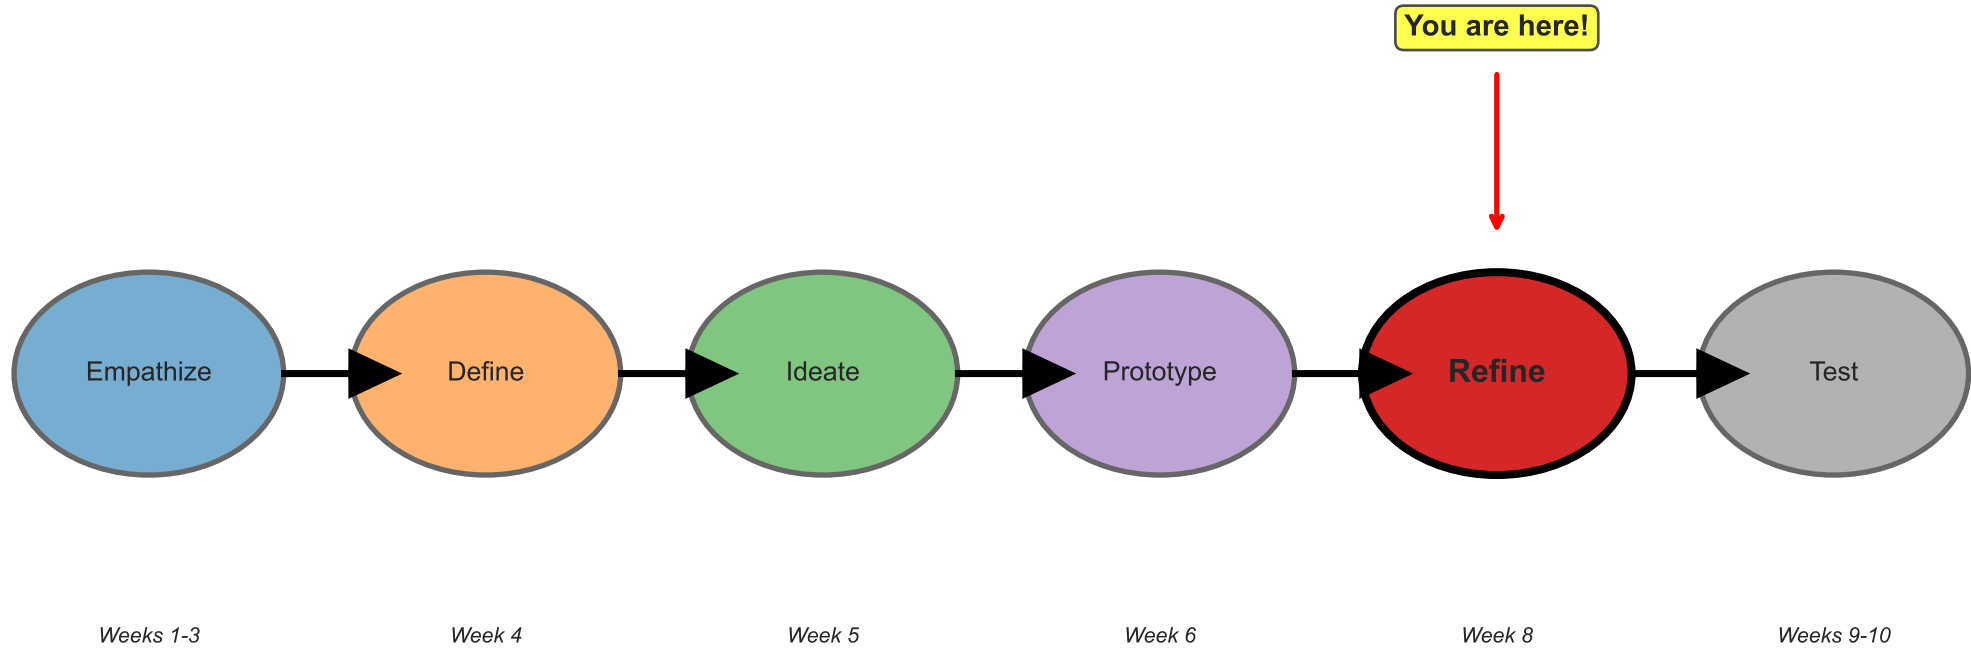 You are here!
Empathize
Define
Ideate
Prototype
Refine
Test
Weeks 1-3
Week 4
Week 5
Week 6
Week 8
Weeks 9-10